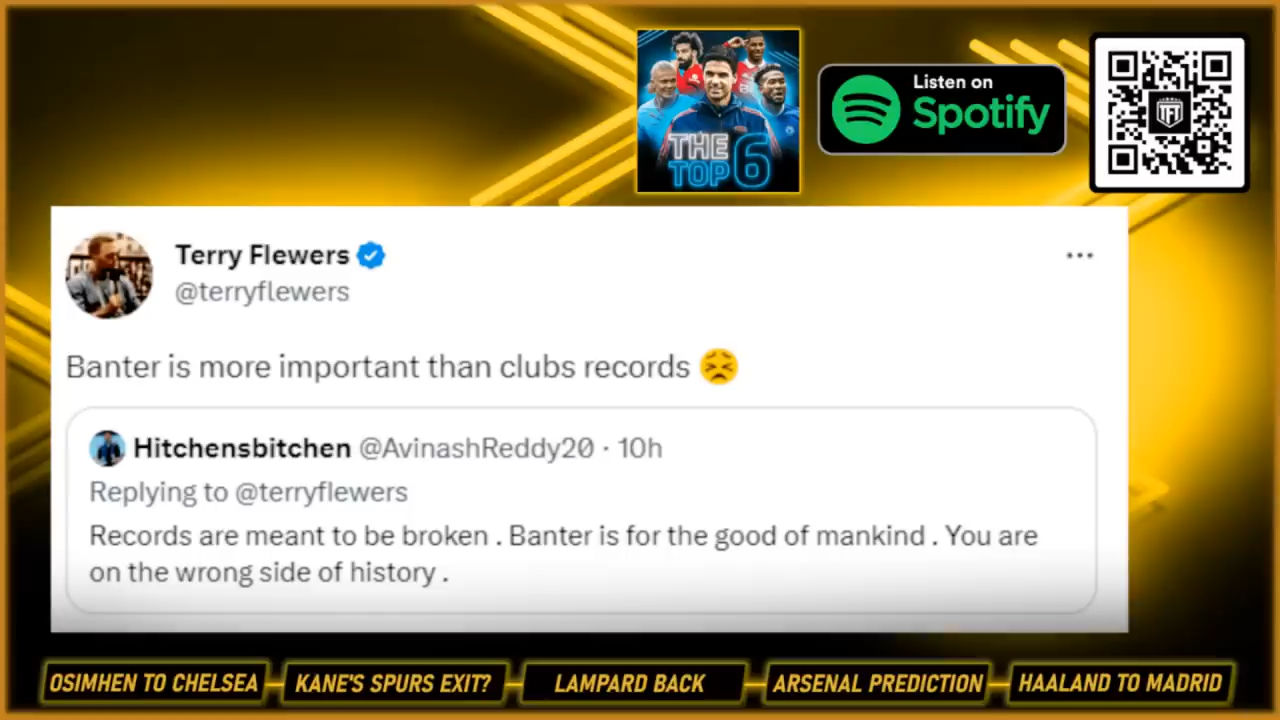 THE
TOP 6
Listen on
Spotify
TFT
Terry Flewers
@terryflewers
Banter is more important than clubs records 😣
Hitchensbitchen @AvinashReddy20 · 10h
Replying to @terryflewers
Records are meant to be broken . Banter is for the good of mankind . You are
on the wrong side of history .
OSIMHEN TO CHELSEA
KANE'S SPURS EXIT?
LAMPARD BACK
ARSENAL PREDICTION
HAALAND TO MADRID